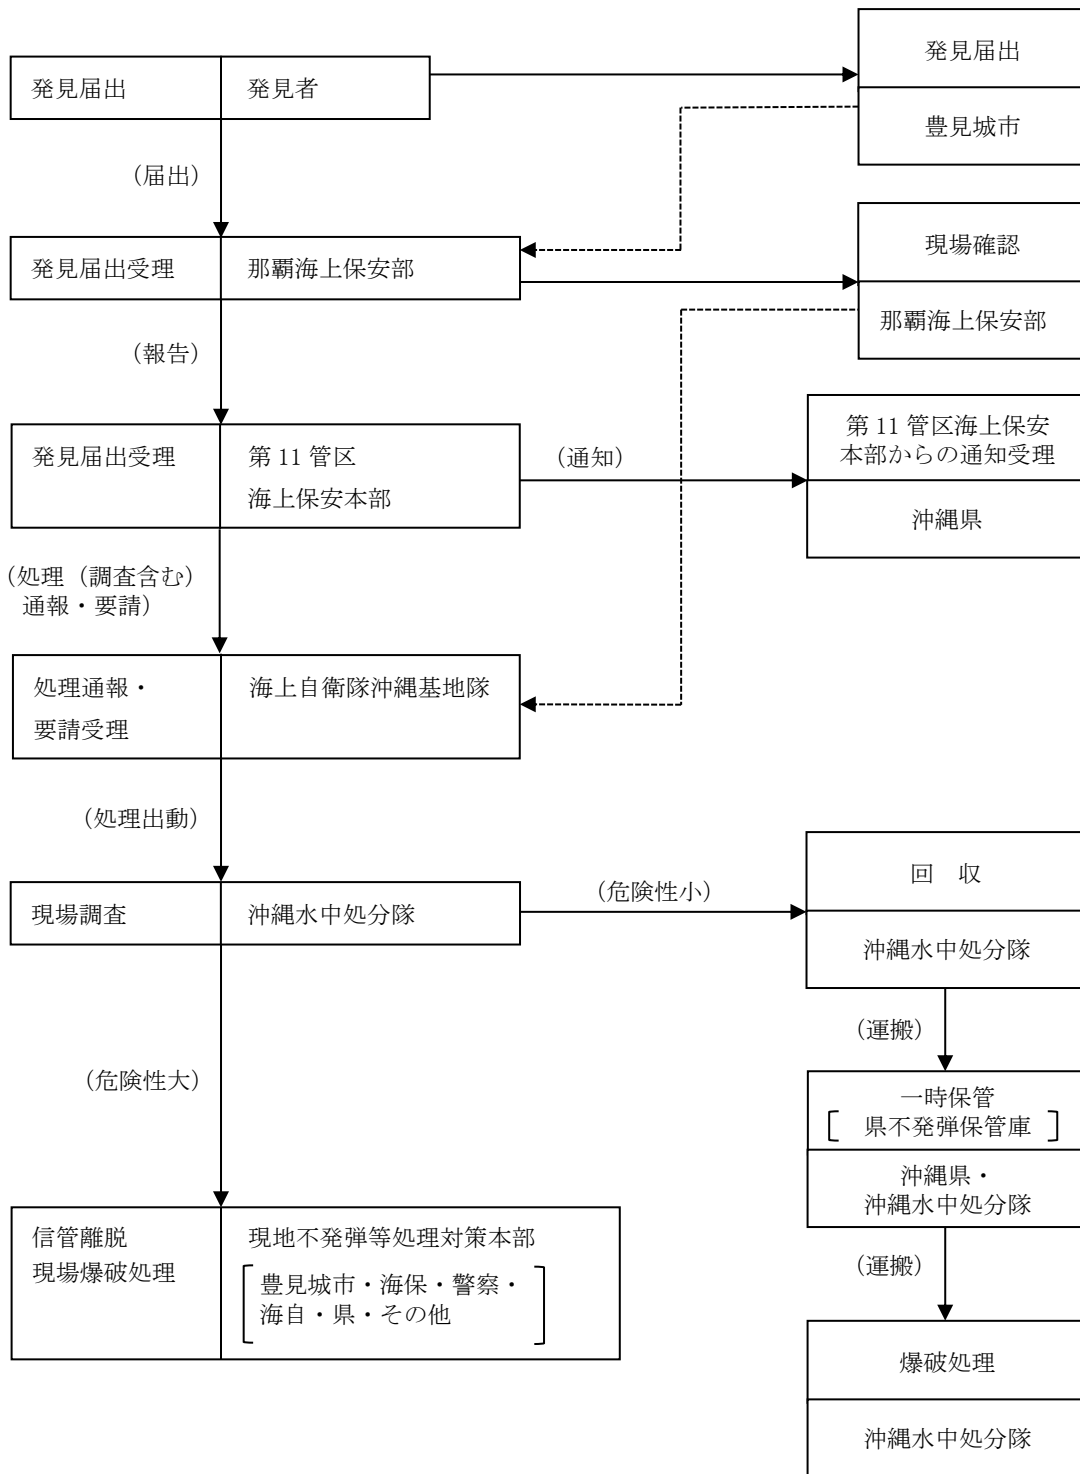 発見届出
発見者
発見届出
豊見城市
（届出）
発見届出受理
那覇海上保安部
現場確認
那覇海上保安部
（報告）
発見届出受理
第 11 管区
海上保安本部
（通知）
第 11 管区海上保安
本部からの通知受理
沖縄県
（処理（調査含む）
通報・要請）
処理通報・
要請受理
海上自衛隊沖縄基地隊
（処理出動）
現場調査
沖縄水中処分隊
（危険性小）
回　収
沖縄水中処分隊
（運搬）
（危険性大）
一時保管
［ 県不発弾保管庫 ］
沖縄県・
沖縄水中処分隊
（運搬）
信管離脱
現場爆破処理
現地不発弾等処理対策本部
豊見城市・海保・警察・
海自・県・その他
爆破処理
沖縄水中処分隊